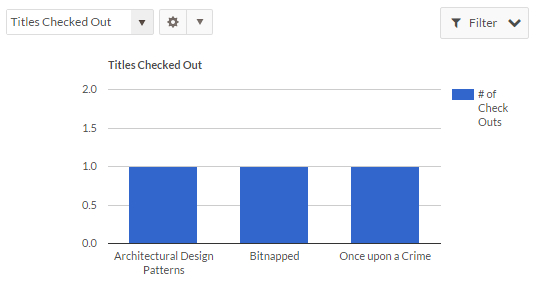 Titles Checked Out
Filter
Titles Checked Out
2.0
1.5
1.0
0.5
0.0
# of
Check
Outs
Architectural Design
Patterns
Bitnapped
Once upon a Crime